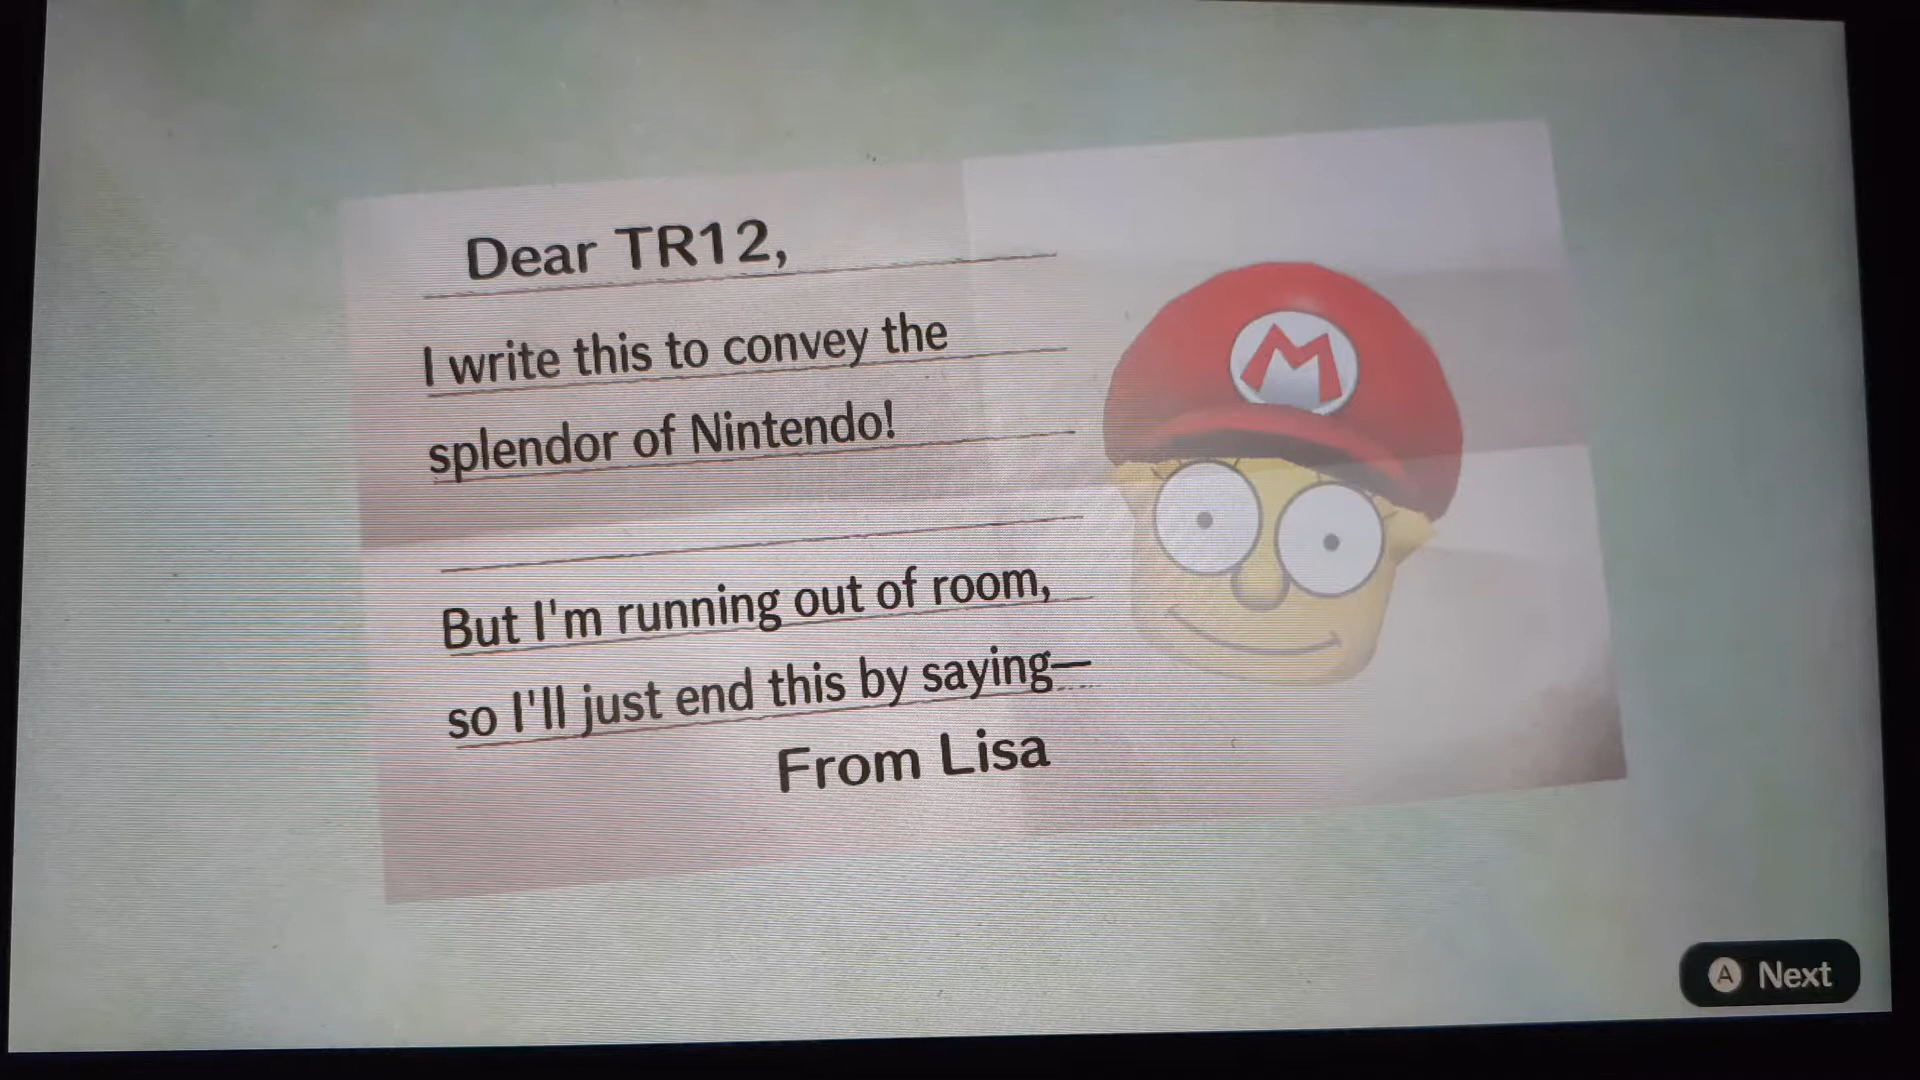 Dear TR12,
I write this to convey the
splendor of Nintendo!
But I'm running out of room,
so I'll just end this by saying—
From Lisa
M
A Next